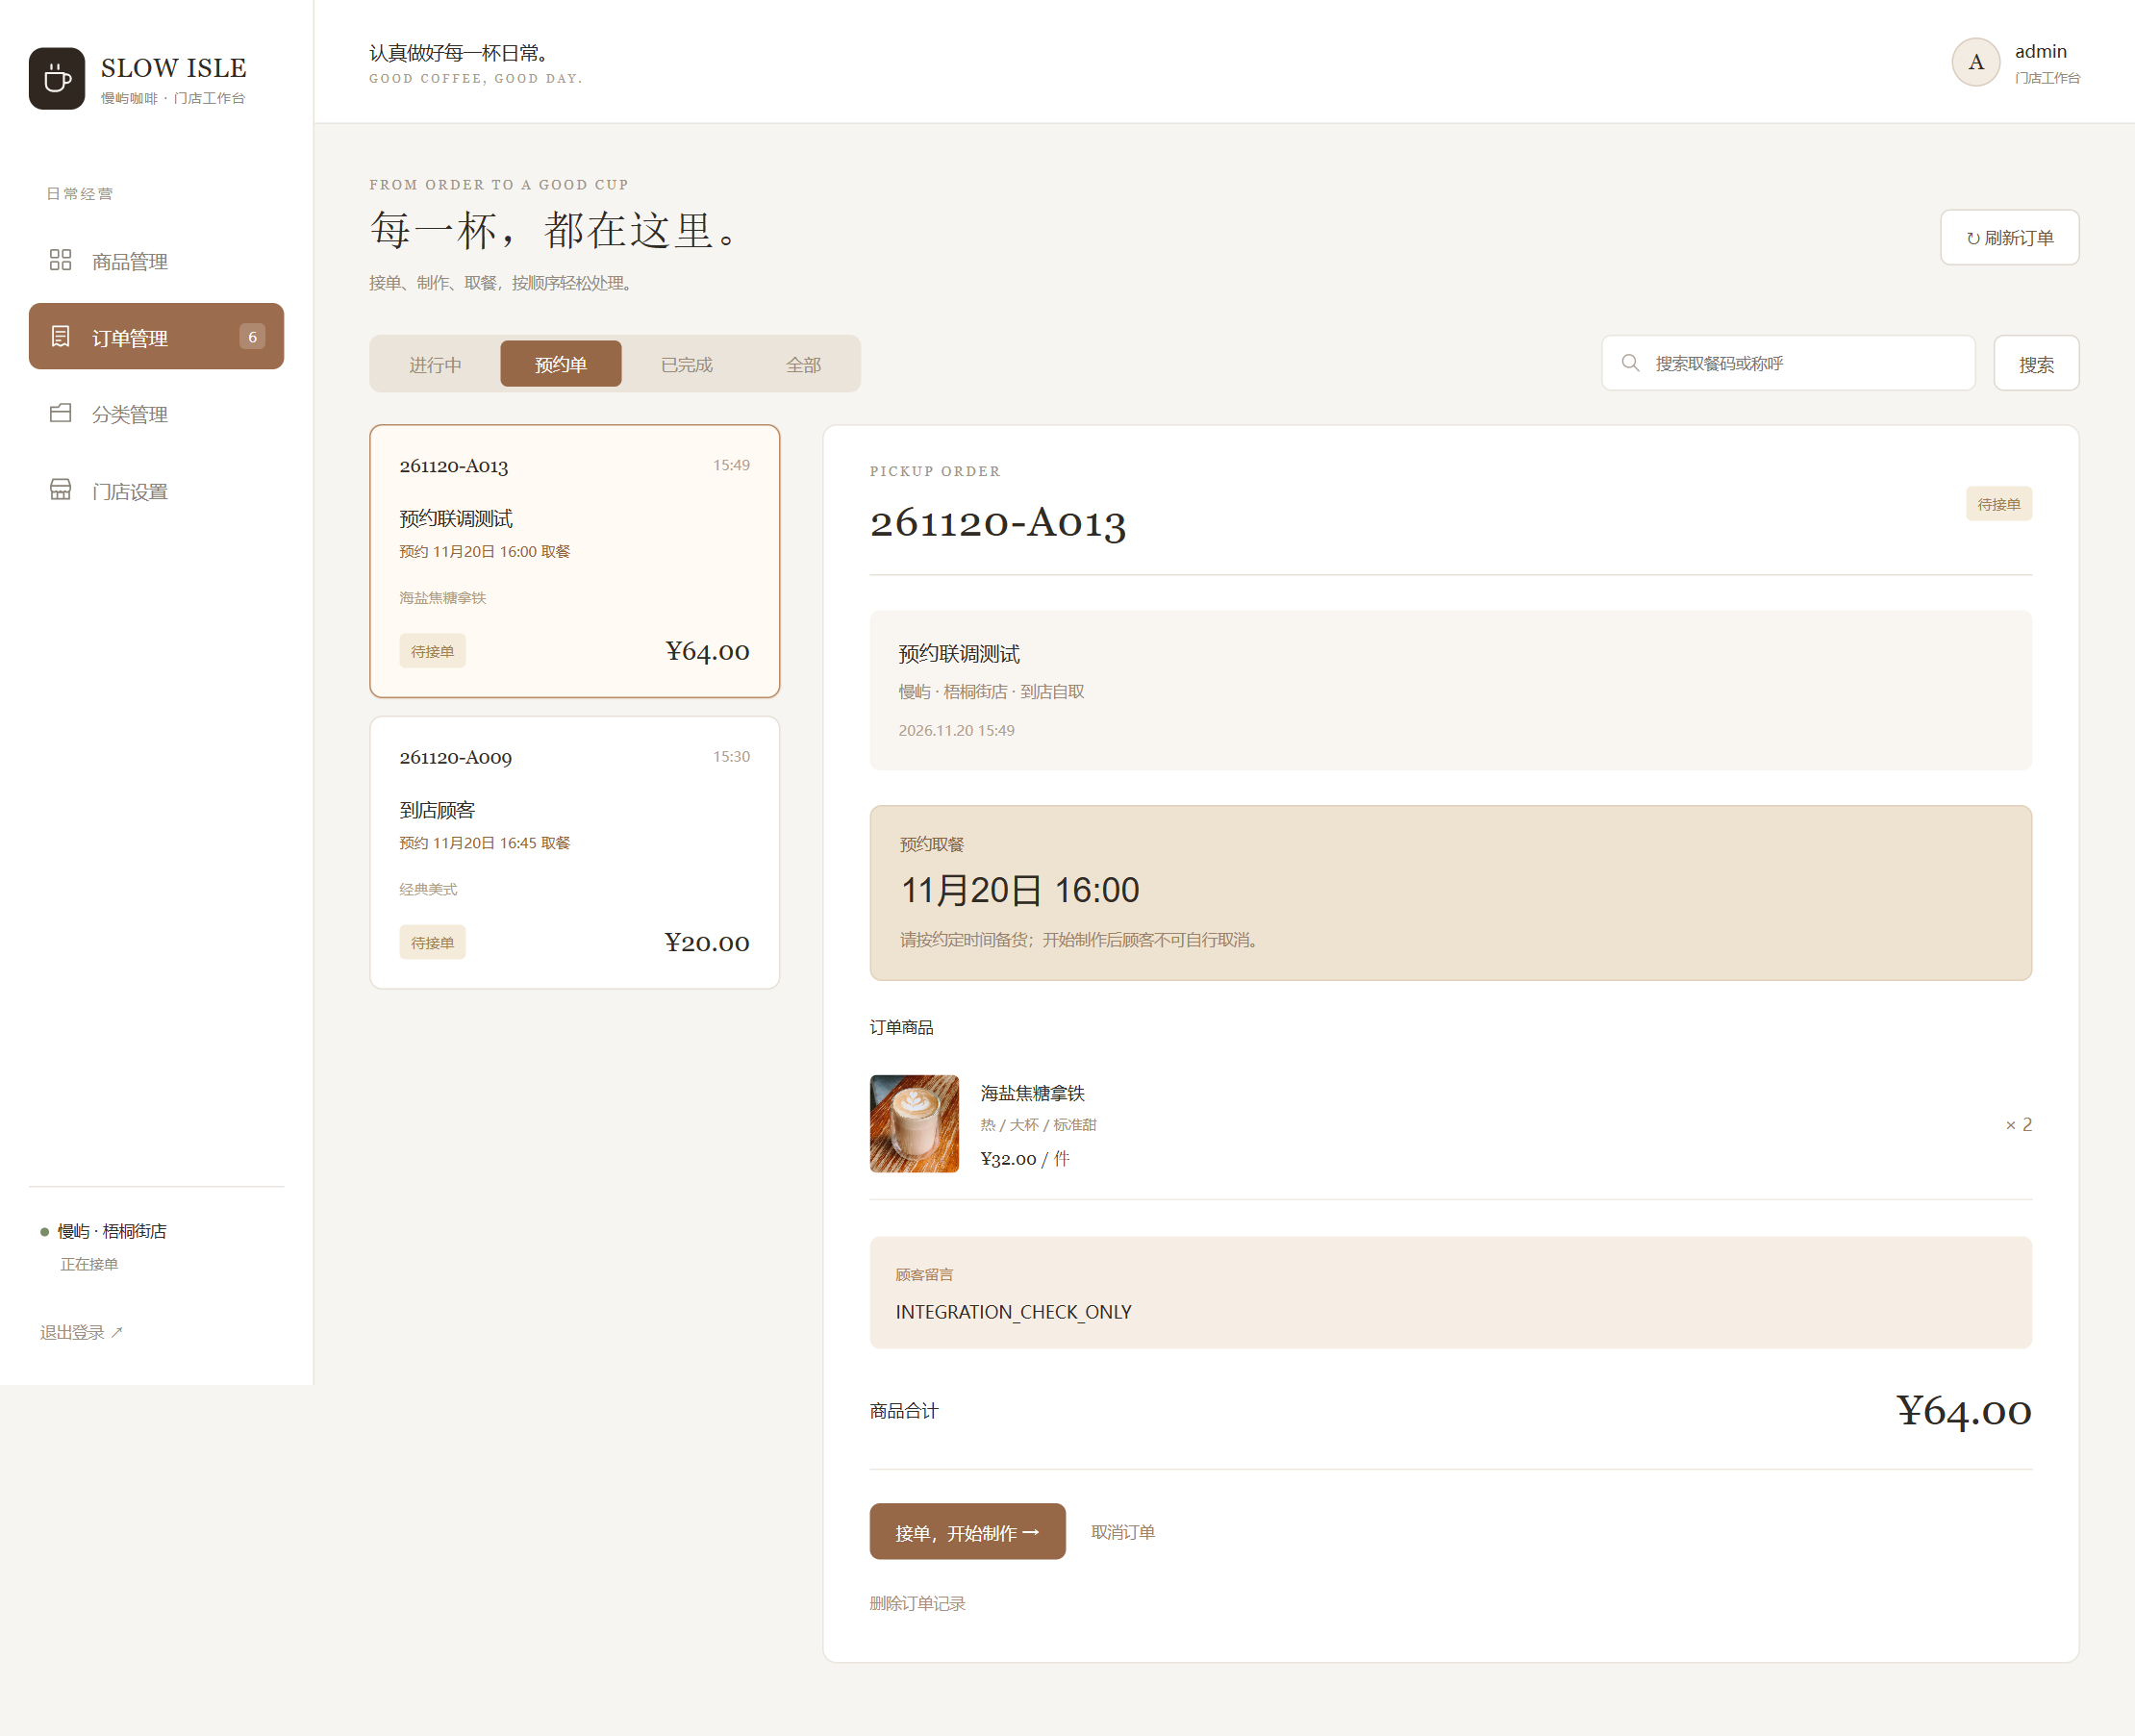 SLOW ISLE
慢屿咖啡 · 门店工作台
日常经营
商品管理
订单管理 6
分类管理
门店设置
慢屿 · 梧桐街店
正在接单
退出登录 ↗
认真做好每一杯日常。
GOOD COFFEE, GOOD DAY.
A
admin
门店工作台
FROM ORDER TO A GOOD CUP
每一杯，都在这里。
接单、制作、取餐，按顺序轻松处理。
↻ 刷新订单
进行中 预约单 已完成 全部
搜索取餐码或称呼 搜索
261120-A013 15:49
预约联调测试
预约 11月20日 16:00 取餐
海盐焦糖拿铁
待接单 ¥64.00
261120-A009 15:30
到店顾客
预约 11月20日 16:45 取餐
经典美式
待接单 ¥20.00
PICKUP ORDER
261120-A013
待接单
预约联调测试
慢屿 · 梧桐街店 · 到店自取
2026.11.20 15:49
预约取餐
11月20日 16:00
请按约定时间备货；开始制作后顾客不可自行取消。
订单商品
海盐焦糖拿铁
热 / 大杯 / 标准甜
¥32.00 / 件
× 2
顾客留言
INTEGRATION_CHECK_ONLY
商品合计 ¥64.00
接单，开始制作 → 取消订单
删除订单记录